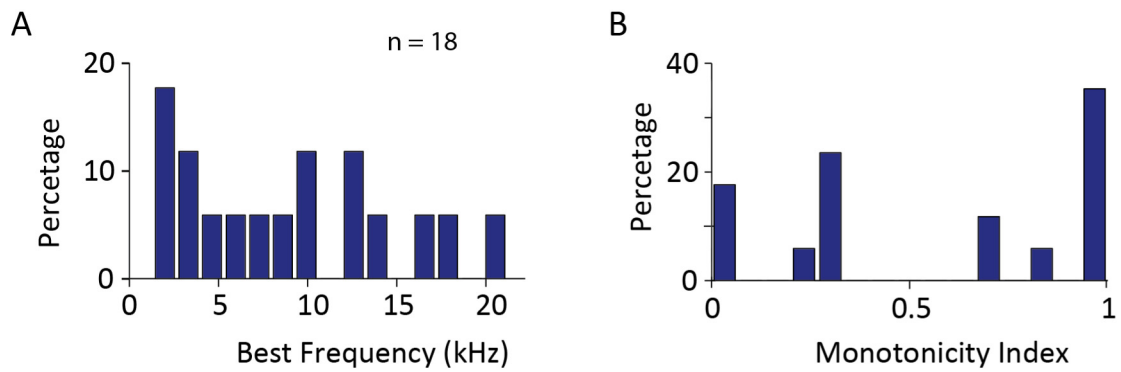 A
n = 18
Percetage
20
10
0
0 5 10 15 20
Best Frequency (kHz)
B
Percetage
40
20
0
0 0.5 1
Monotonicity Index